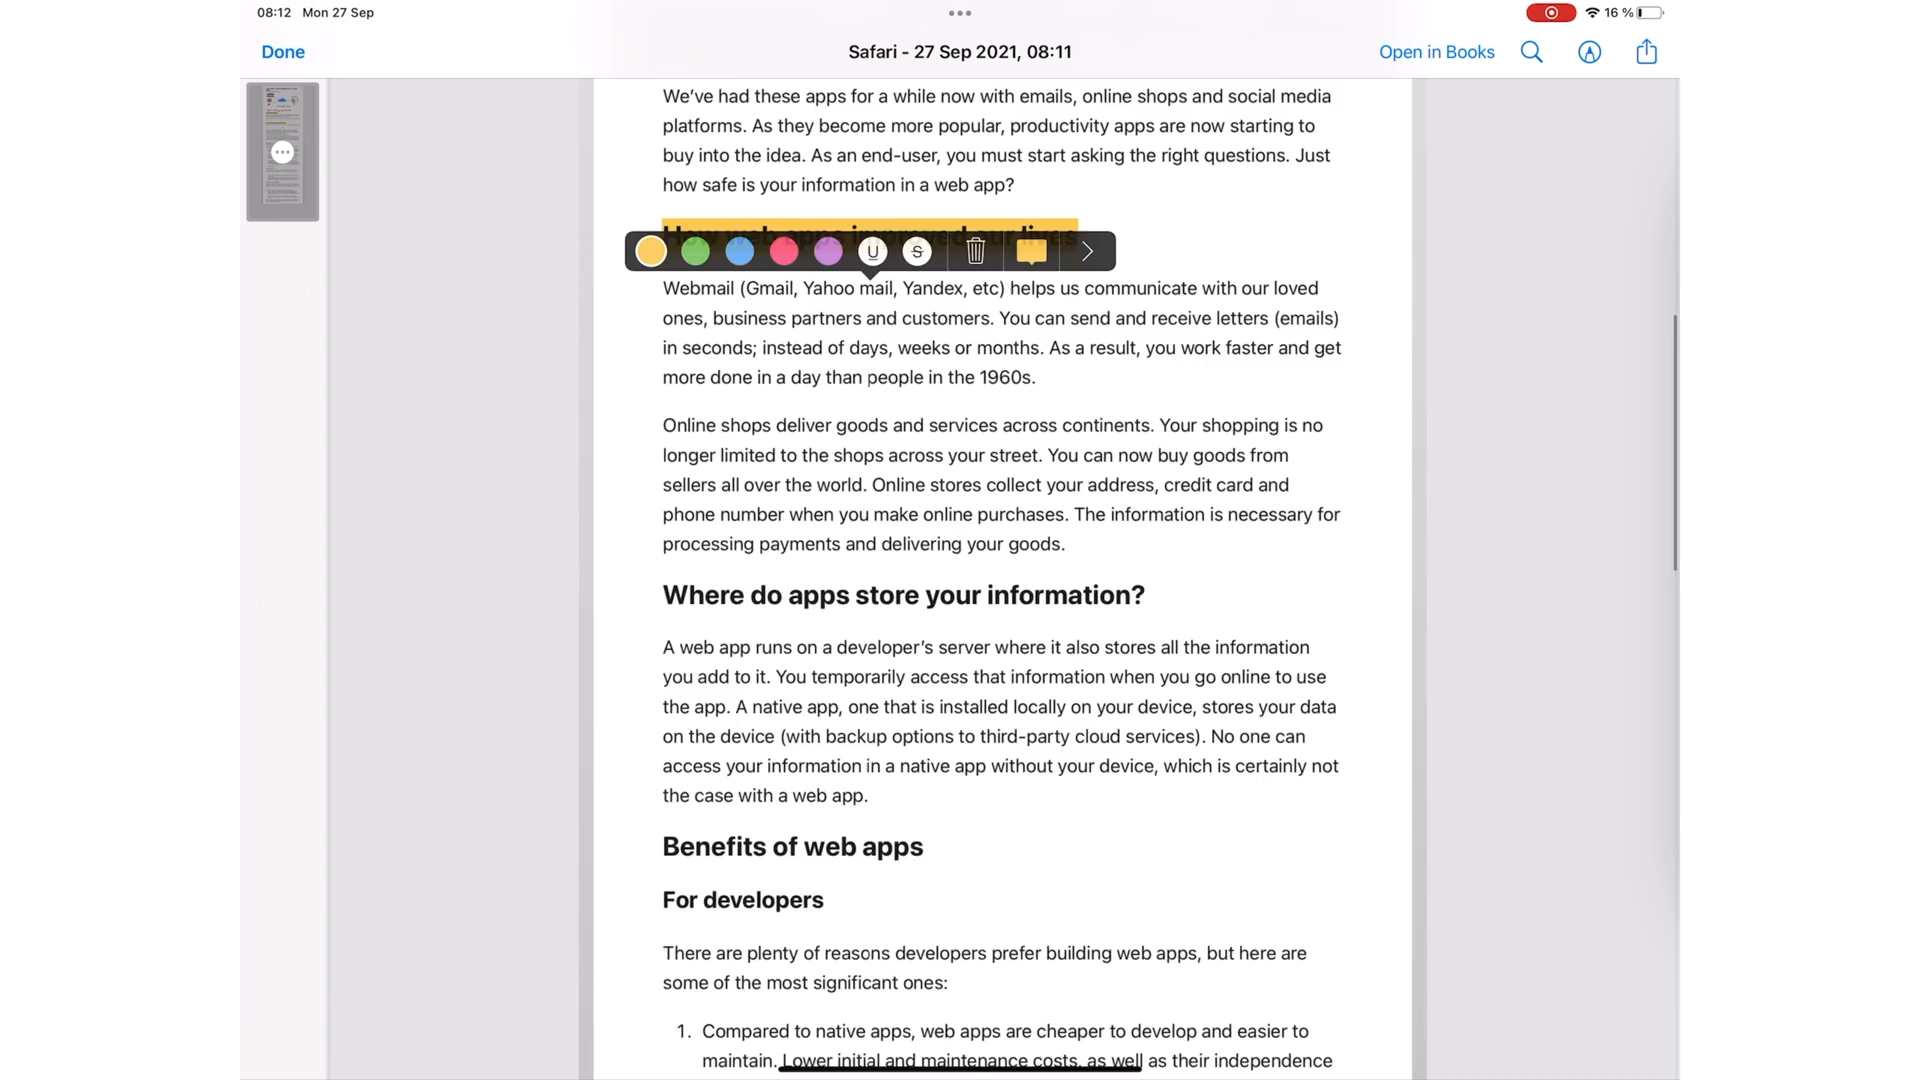 08:12 Mon 27 Sep
16 %
Done
Safari - 27 Sep 2021, 08:11
Open in Books
We’ve had these apps for a while now with emails, online shops and social media
platforms. As they become more popular, productivity apps are now starting to
buy into the idea. As an end-user, you must start asking the right questions. Just
how safe is your information in a web app?
How web apps improved our lives
U S
Webmail (Gmail, Yahoo mail, Yandex, etc) helps us communicate with our loved
ones, business partners and customers. You can send and receive letters (emails)
in seconds; instead of days, weeks or months. As a result, you work faster and get
more done in a day than people in the 1960s.
Online shops deliver goods and services across continents. Your shopping is no
longer limited to the shops across your street. You can now buy goods from
sellers all over the world. Online stores collect your address, credit card and
phone number when you make online purchases. The information is necessary for
processing payments and delivering your goods.
Where do apps store your information?
A web app runs on a developer’s server where it also stores all the information
you add to it. You temporarily access that information when you go online to use
the app. A native app, one that is installed locally on your device, stores your data
on the device (with backup options to third-party cloud services). No one can
access your information in a native app without your device, which is certainly not
the case with a web app.
Benefits of web apps
For developers
There are plenty of reasons developers prefer building web apps, but here are
some of the most significant ones:
1. Compared to native apps, web apps are cheaper to develop and easier to
maintain. Lower initial and maintenance costs, as well as their independence